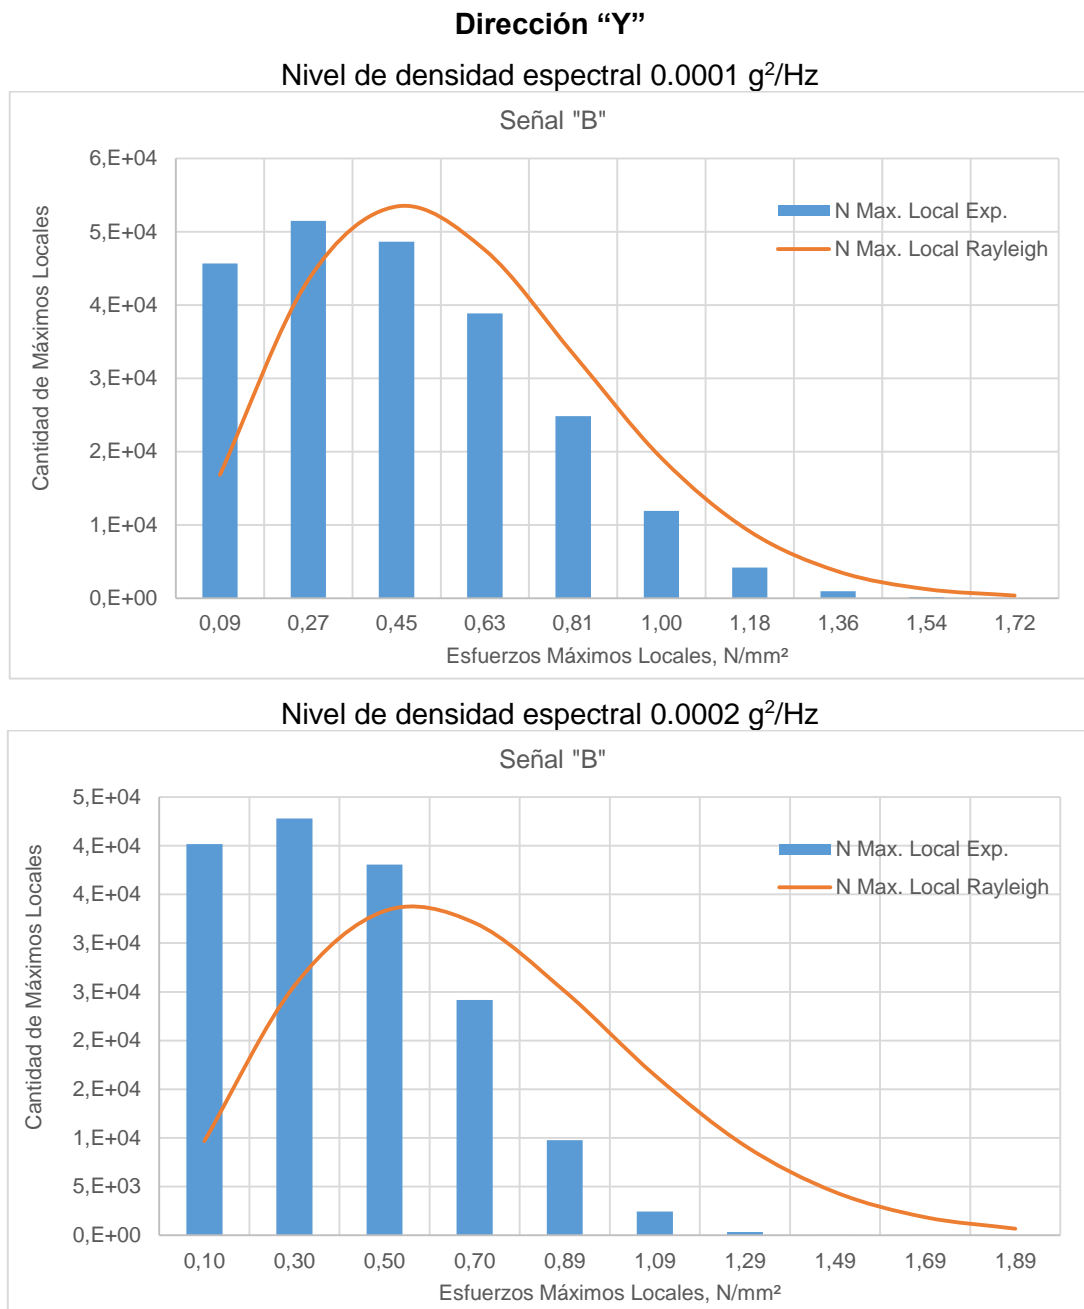 Dirección “Y”
Nivel de densidad espectral 0.0001 g²/Hz
Señal "B"
6,E+04
5,E+04
4,E+04
3,E+04
2,E+04
1,E+04
0,E+00
Cantidad de Máximos Locales
N Max. Local Exp.
N Max. Local Rayleigh
0,09 0,27 0,45 0,63 0,81 1,00 1,18 1,36 1,54 1,72
Esfuerzos Máximos Locales, N/mm²
Nivel de densidad espectral 0.0002 g²/Hz
Señal "B"
5,E+04
4,E+04
4,E+04
3,E+04
3,E+04
2,E+04
2,E+04
1,E+04
5,E+03
0,E+00
Cantidad de Máximos Locales
N Max. Local Exp.
N Max. Local Rayleigh
0,10 0,30 0,50 0,70 0,89 1,09 1,29 1,49 1,69 1,89
Esfuerzos Máximos Locales, N/mm²